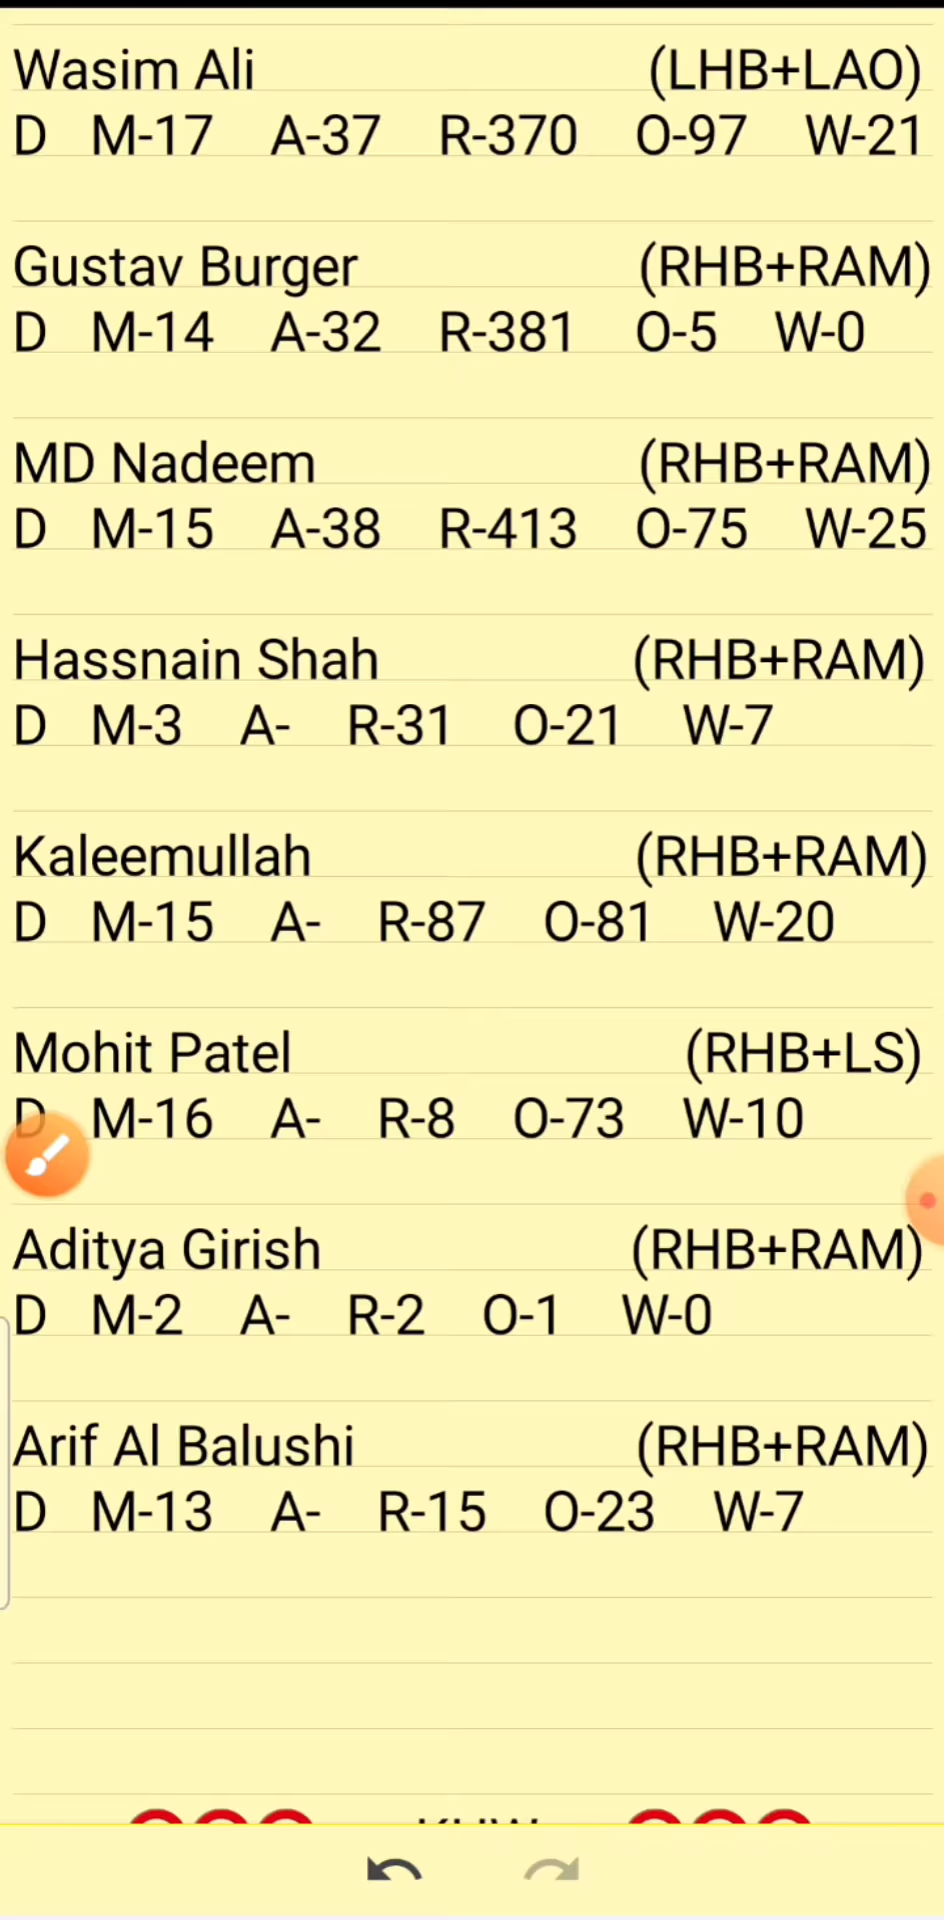 Wasim Ali (LHB+LAO)
D M-17 A-37 R-370 O-97 W-21
Gustav Burger (RHB+RAM)
D M-14 A-32 R-381 O-5 W-0
MD Nadeem (RHB+RAM)
D M-15 A-38 R-413 O-75 W-25
Hassnain Shah (RHB+RAM)
D M-3 A- R-31 O-21 W-7
Kaleemullah (RHB+RAM)
D M-15 A- R-87 O-81 W-20
Mohit Patel (RHB+LS)
D M-16 A- R-8 O-73 W-10
Aditya Girish (RHB+RAM)
D M-2 A- R-2 O-1 W-0
Arif Al Balushi (RHB+RAM)
D M-13 A- R-15 O-23 W-7